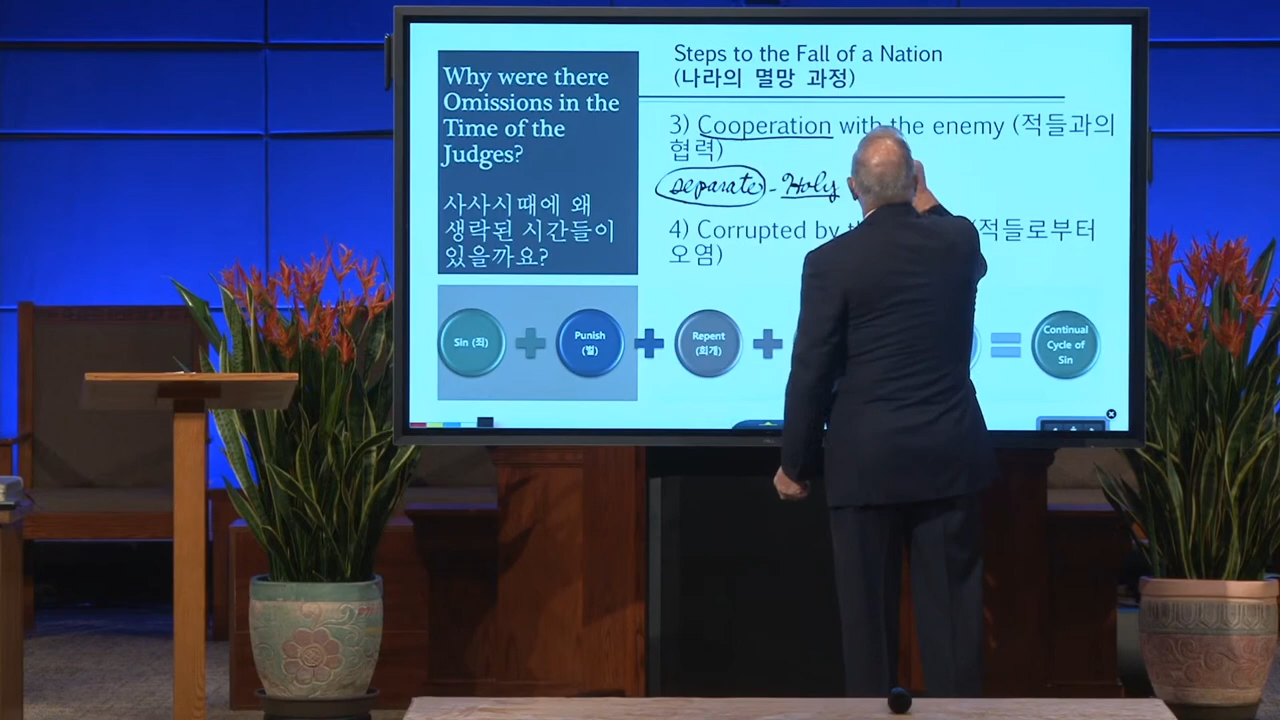 Why were there
Omissions in the
Time of the
Judges?
사사시때에 왜
생략된 시간들이
있을까요?
Steps to the Fall of a Nation
(나라의 멸망 과정)
3) Cooperation with the enemy (적들과의
협력)
separate - Holy
4) Corrupted by (적들로부터
오염)
Sin (죄)
Punish
(벌)
Repent
(회개)
Continual
Cycle of
Sin